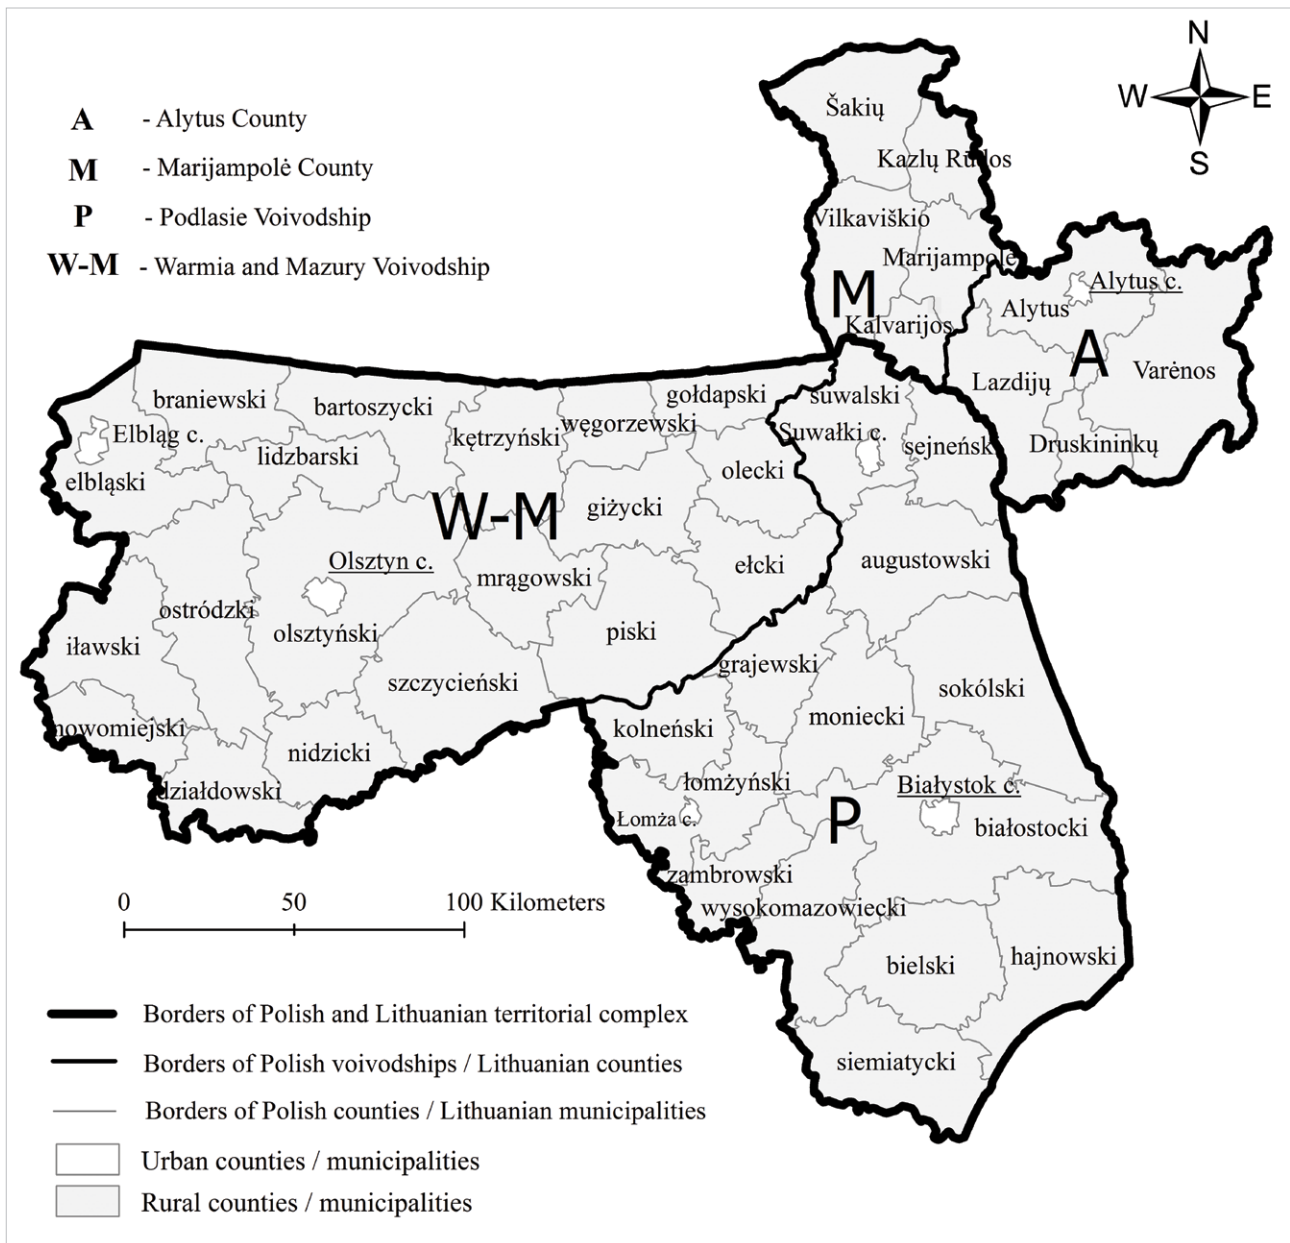 N
W E
S
A - Alytus County
M - Marijampolė County
P - Podlasie Voivodship
W-M - Warmia and Mazury Voivodship
Šakių
Kazlų Rūdos
Vilkaviškio
Marijampolė
M
Kalvarijos
Alytus c.
Alytus
A
Varėnos
Lazdijų
Druskininkų
braniewski
bartoszycki
gołdapski
suwalski
Elbląg c.
kętrzyński
węgorzewski
Suwałki c.
sejneński
lidzbarski
elbląski
olecki
W-M
giżycki
Olsztyn c.
mrągowski
ełcki
augustowski
ostródzki
olsztyński
piski
iławski
szczycieński
grajewski
sokólski
nowomiejski
nidzicki
kolneński
moniecki
działdowski
łomżyński
Białystok c.
Łomża c.
P
białostocki
zambrowski
wysokomazowiecki
bielski
hajnowski
siemiatycki
0 50 100 Kilometers
Borders of Polish and Lithuanian territorial complex
Borders of Polish voivodships / Lithuanian counties
Borders of Polish counties / Lithuanian municipalities
Urban counties / municipalities
Rural counties / municipalities